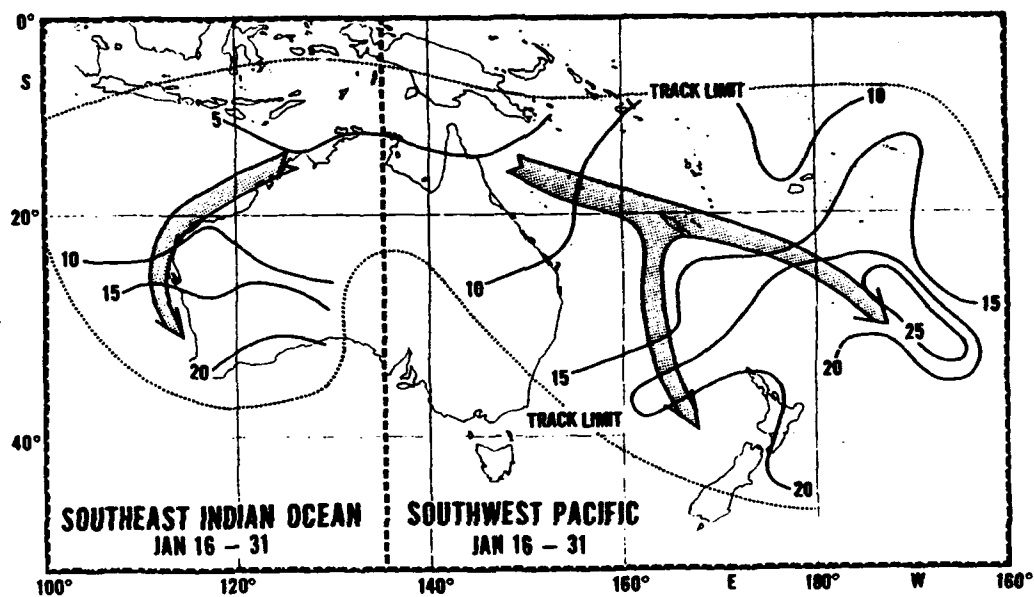 0°
S
TRACK LIMIT
10
5
20°
10
10
15
15
15
25
20
20
TRACK LIMIT
40°
20
SOUTHEAST INDIAN OCEAN
JAN 16 – 31
SOUTHWEST PACIFIC
JAN 16 – 31
100° 120° 140° 160° E 180° W 160°